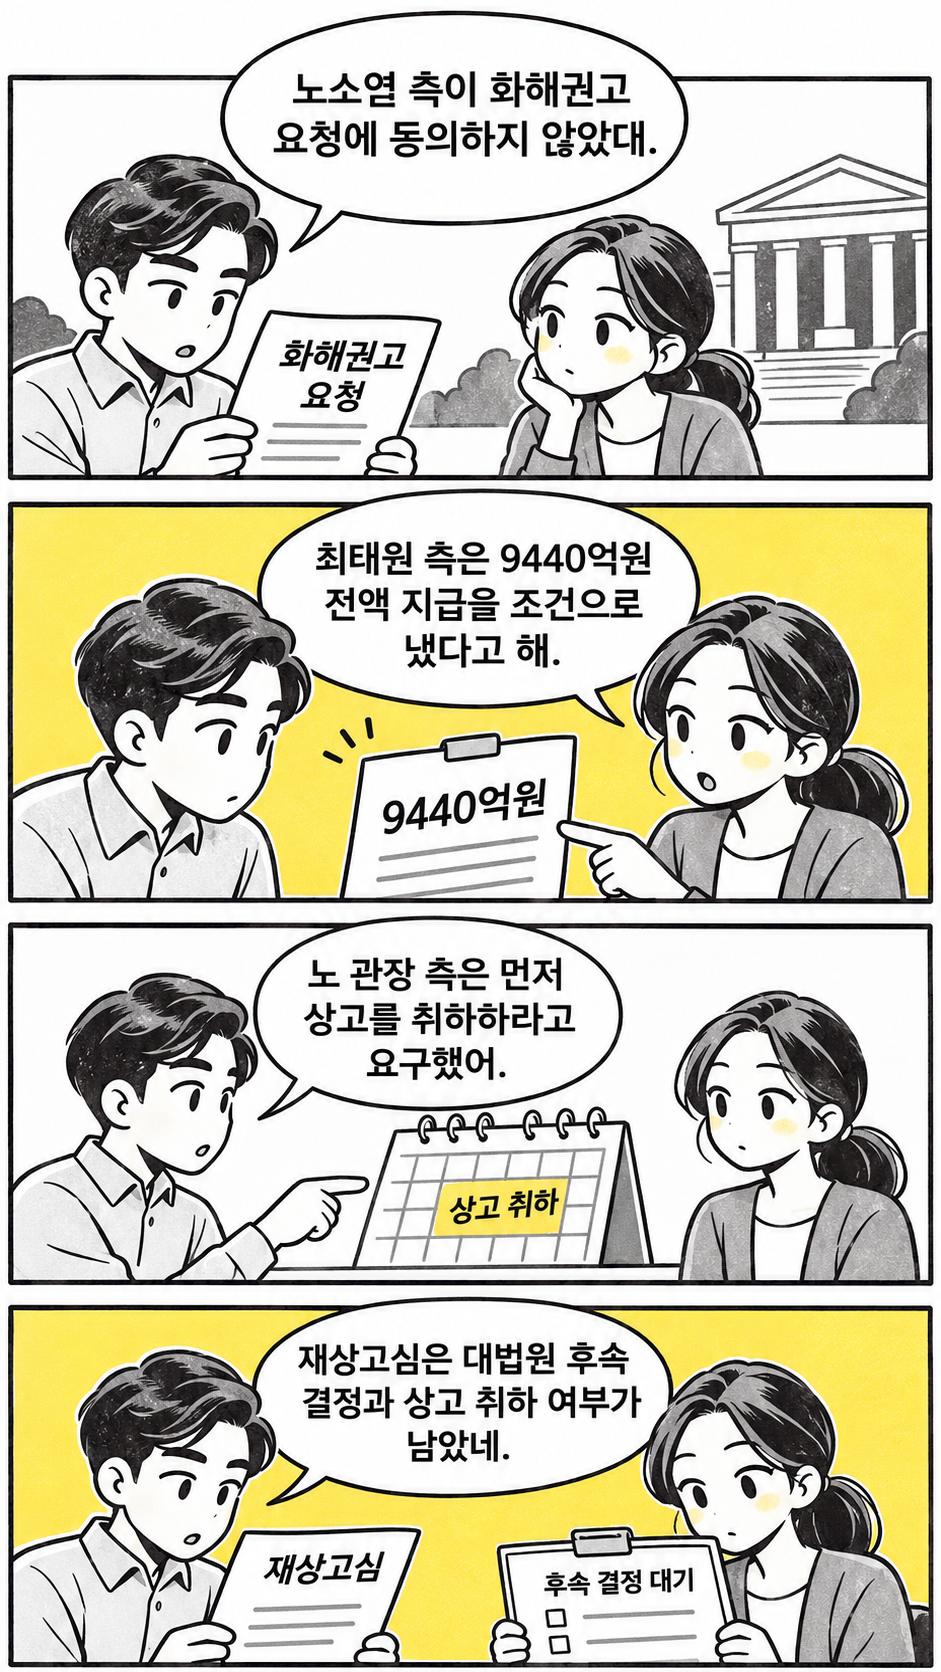 노소열 측이 화해권고
요청에 동의하지 않았대.
화해권고
요청
최태원 측은 9440억원
전액 지급을 조건으로
냈다고 해.
9440억원
노 관장 측은 먼저
상고를 취하하라고
요구했어.
상고 취하
재상고심은 대법원 후속
결정과 상고 취하 여부가
남았네.
재상고심
후속 결정 대기